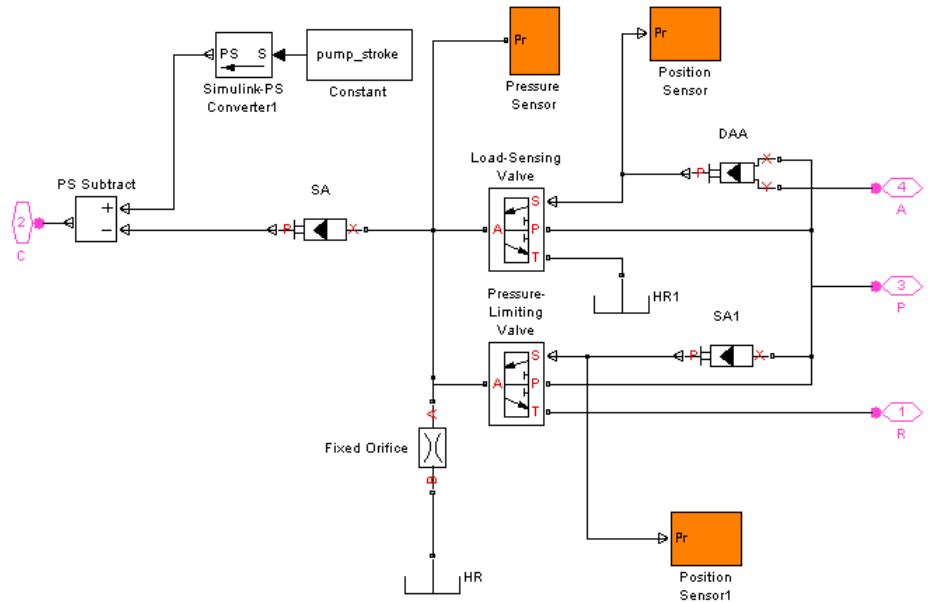 PS S
Simulink-PS
Converter1
pump_stroke
Constant
Pr
Pressure
Sensor
Pr
Position
Sensor
DAA
P
X
Y
4
A
PS Subtract
+
−
2
C
SA
P
X
Load-Sensing
Valve
S
A P
T
HR1
3
P
Pressure-
Limiting
Valve
S
A P
T
SA1
P
X
1
R
Fixed Orifice
A
B
HR
Pr
Position
Sensor1